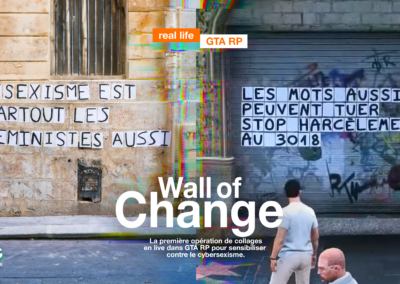 real life
GTA RP
SEXISME EST
ARTOUT LES
EMINISTES AUSSI
LES MOTS AUSSI
PEUVENT TUER
STOP HARCÈLEME
AU 3018
Wall of
Change
La première opération de collages
en live dans GTA RP pour sensibiliser
contre le cybersexisme.